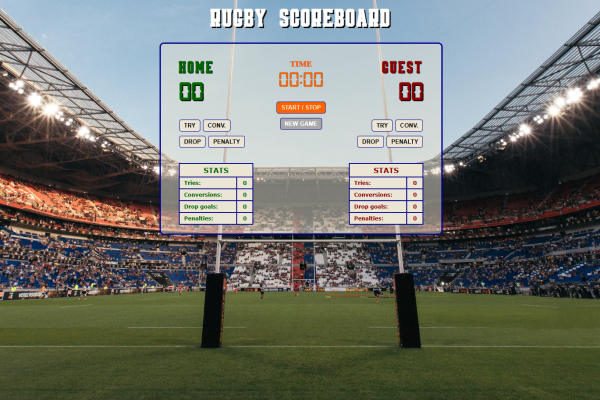 RUGBY SCOREBOARD
HOME
00
TRY CONV.
DROP PENALTY
STATS
Tries: 0
Conversions: 0
Drop goals: 0
Penalties: 0
TIME
00:00
START / STOP
NEW GAME
GUEST
00
TRY CONV.
DROP PENALTY
STATS
Tries: 0
Conversions: 0
Drop goals: 0
Penalties: 0